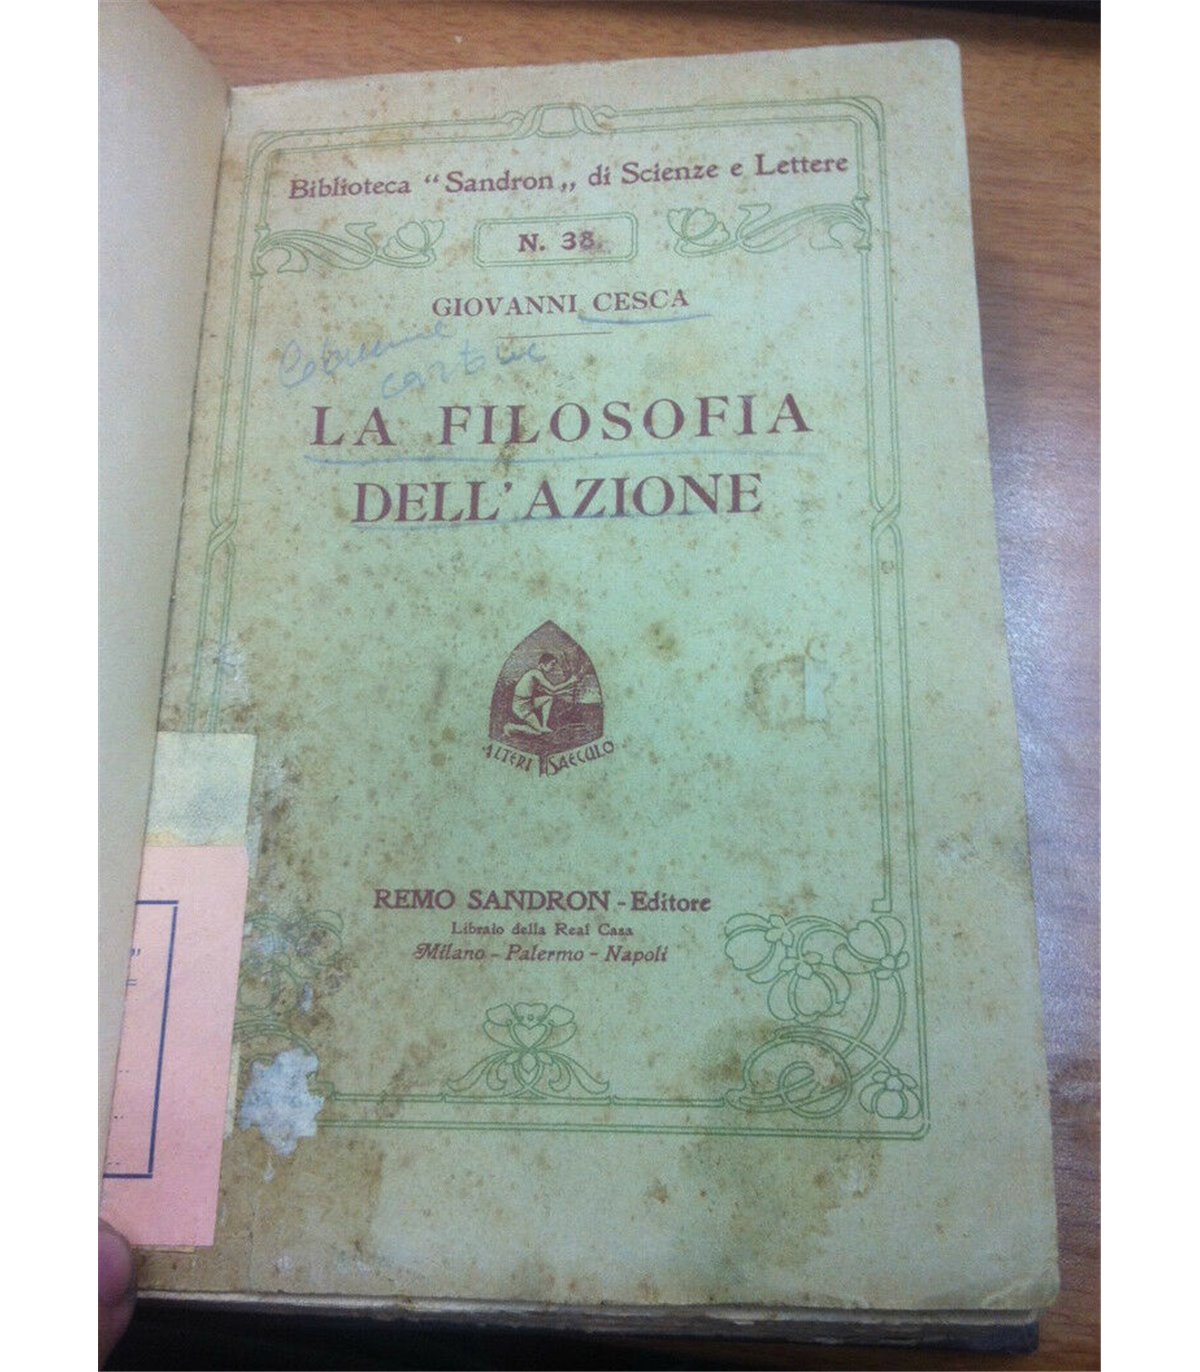 Biblioteca “Sandron„ di Scienze e Lettere
N. 38.
GIOVANNI CESCA
LA FILOSOFIA
DELL'AZIONE
ALTERI SAECULO
REMO SANDRON - Editore
Libraio della Real Casa
Milano - Palermo - Napoli